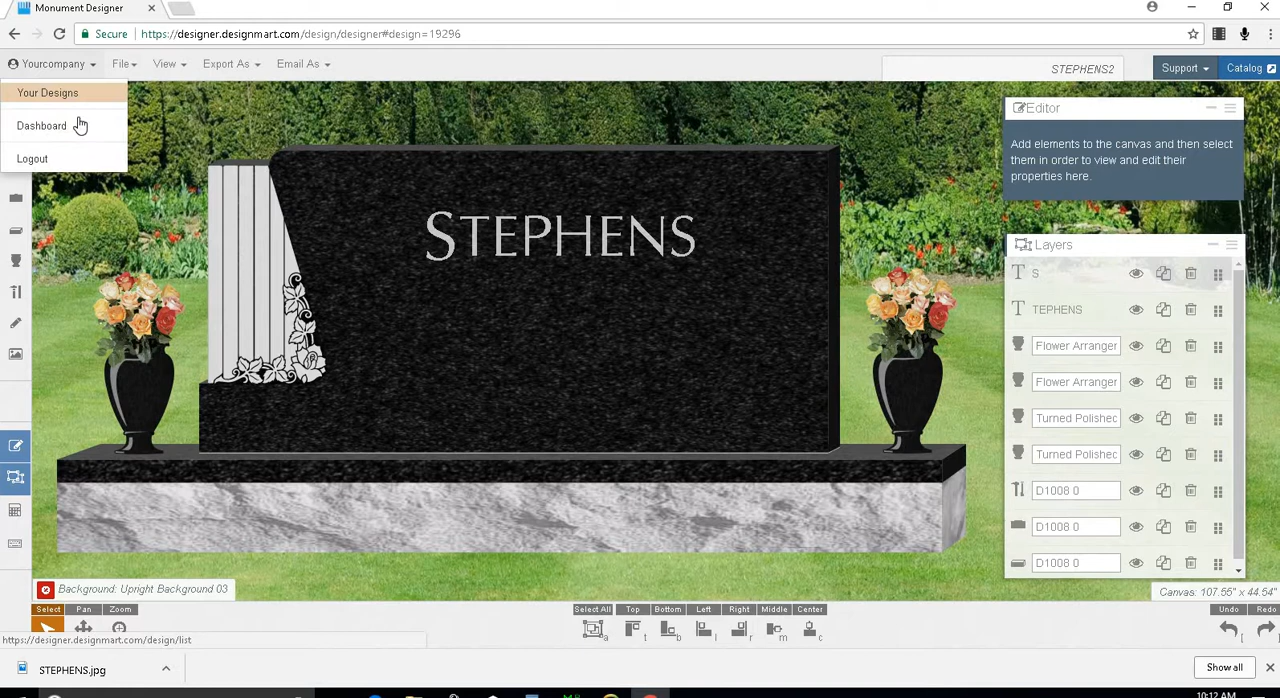 Monument Designer
Secure https://designer.designmart.com/design/designer#design=19296
Yourcompany File View Export As Email As STEPHENS2 Support Catalog
Your Designs
Dashboard
Logout
STEPHENS
Editor
Add elements to the canvas and then select
them in order to view and edit their
properties here.
Layers
S
TEPHENS
Flower Arranger
Flower Arranger
Turned Polished
Turned Polished
D1008 0
D1008 0
D1008 0
Background: Upright Background 03
Canvas: 107.55" x 44.54"
Select Pan Zoom Select All Top Bottom Left Right Middle Center Undo Redo
a t b l r m c [ ]
https://designer.designmart.com/design/list
STEPHENS.jpg Show all
10:12 AM